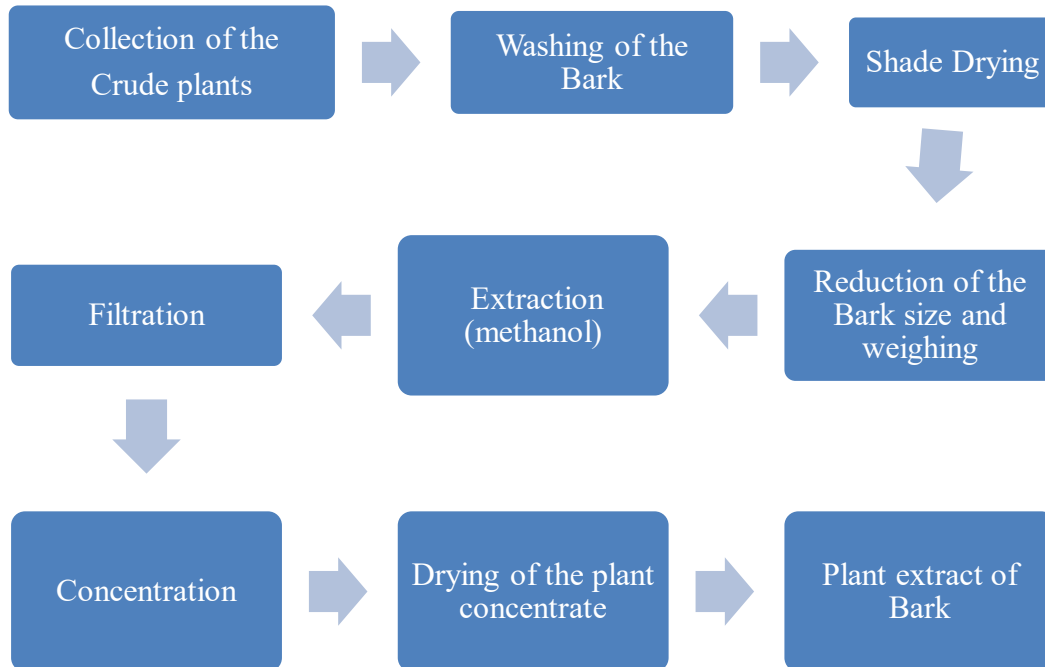 Collection of the
Crude plants
Washing of the
Bark
Shade Drying
Reduction of the
Bark size and
weighing
Extraction
(methanol)
Filtration
Concentration
Drying of the plant
concentrate
Plant extract of
Bark